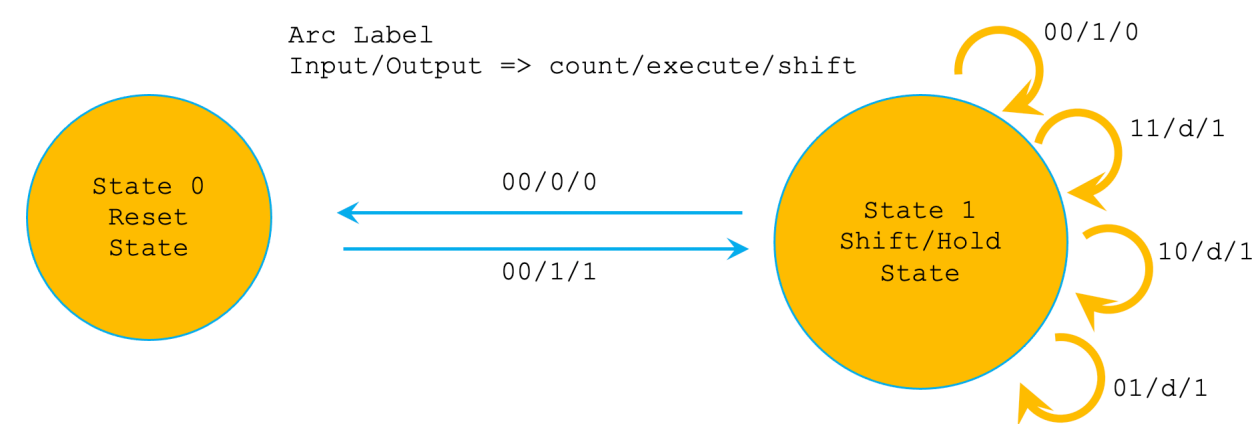 Arc Label
Input/Output => count/execute/shift
00/1/0
11/d/1
State 0
Reset
State
00/0/0
00/1/1
State 1
Shift/Hold
State
10/d/1
01/d/1